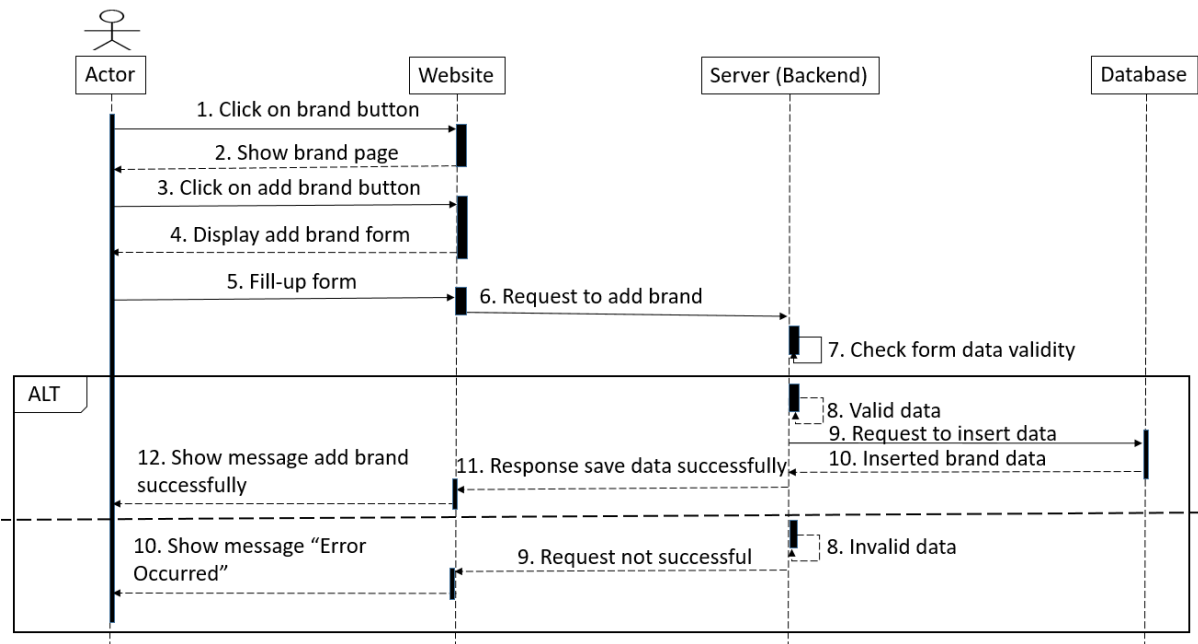 Actor
Website
Server (Backend)
Database
1. Click on brand button
2. Show brand page
3. Click on add brand button
4. Display add brand form
5. Fill-up form
6. Request to add brand
7. Check form data validity
ALT
8. Valid data
9. Request to insert data
10. Inserted brand data
11. Response save data successfully
12. Show message add brand
successfully
8. Invalid data
9. Request not successful
10. Show message “Error
Occurred”